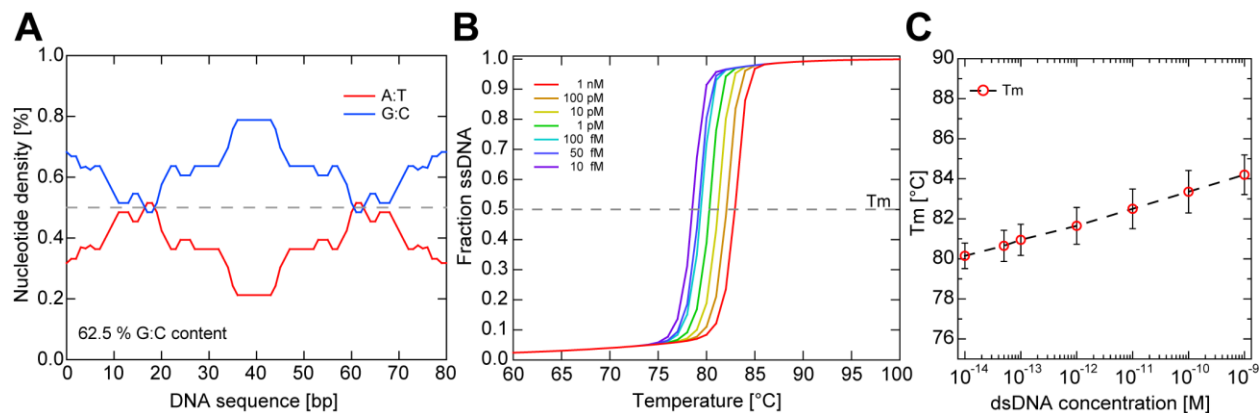 A
Nucleotide density [%]
1.0
0.8
0.6
0.4
0.2
0.0
A:T
G:C
62.5 % G:C content
0 10 20 30 40 50 60 70 80
DNA sequence [bp]
B
Fraction ssDNA
1.0
0.9
0.8
0.7
0.6
0.5
0.4
0.3
0.2
0.1
0.0
1 nM
100 pM
10 pM
1 pM
100 fM
50 fM
10 fM
Tm
60 65 70 75 80 85 90 95 100
Temperature [°C]
C
Tm [°C]
90
88
86
84
82
80
78
76
Tm
10⁻¹⁴ 10⁻¹³ 10⁻¹² 10⁻¹¹ 10⁻¹⁰ 10⁻⁹
dsDNA concentration [M]